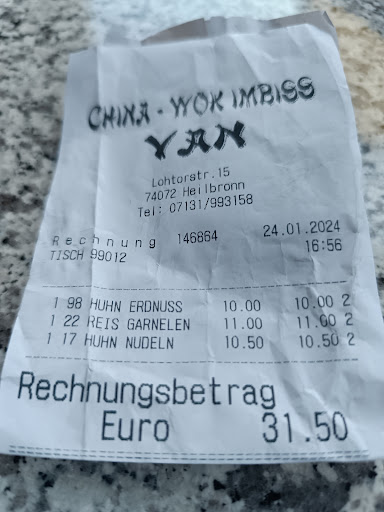 CHINA - WOK IMBISS
YAN
Lohtorstr.15
74072 Heilbronn
Tel: 07131/993158
Rechnung 146864 24.01.2024
TISCH 99012 16:56
1 98 HUHN ERDNUSS 10.00 10.00 2
1 22 REIS GARNELEN 11.00 11.00 2
1 17 HUHN NUDELN 10.50 10.50 2
Rechnungsbetrag
Euro 31.50